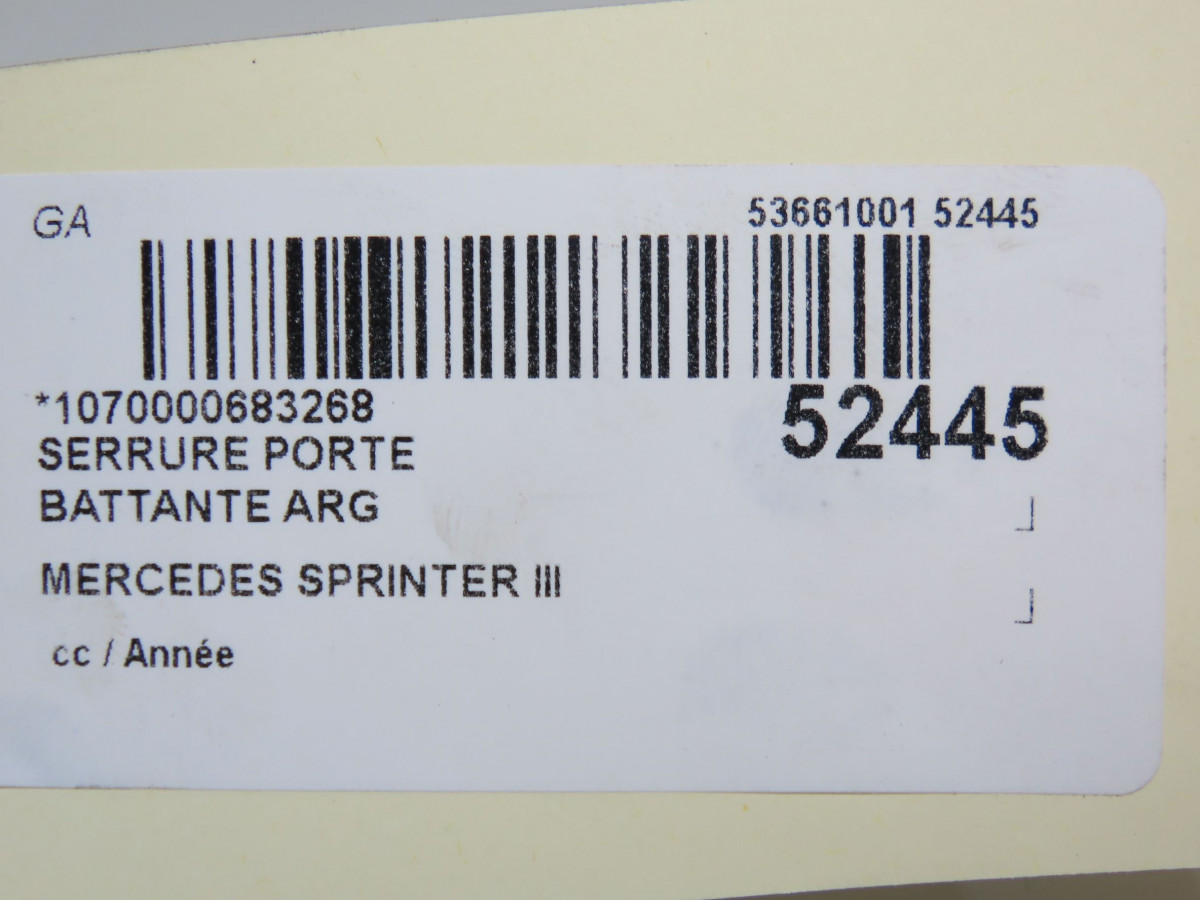 GA
53661001 52445
*1070000683268
52445
SERRURE PORTE
BATTANTE ARG
MERCEDES SPRINTER III
cc / Année